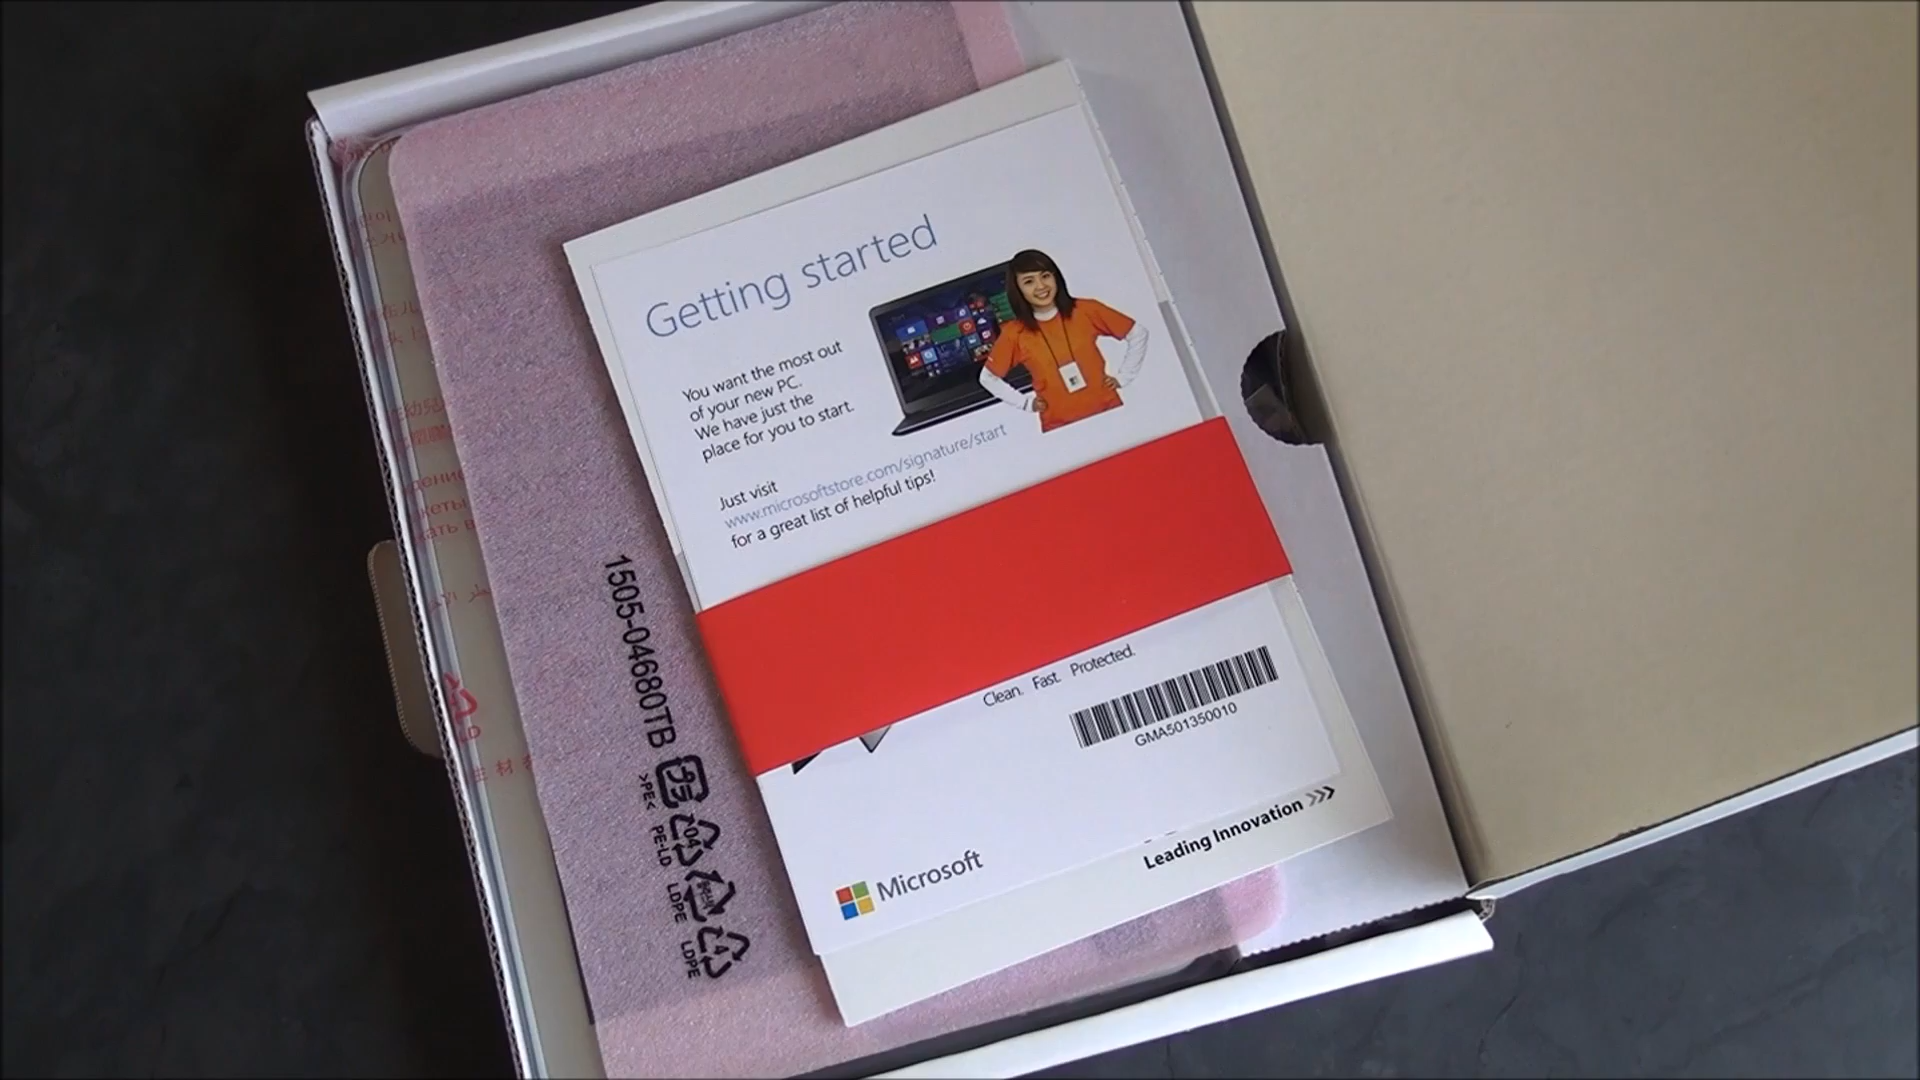 Getting started
You want the most out
of your new PC.
We have just the
place for you to start.
Just visit
www.microsoftstore.com/signature/start
for a great list of helpful tips!
Clean. Fast. Protected.
GMA501350010
Microsoft
Leading Innovation >>>
1505-04680TB
>PE<
PE-LD
LDPE
LDPE
04
4